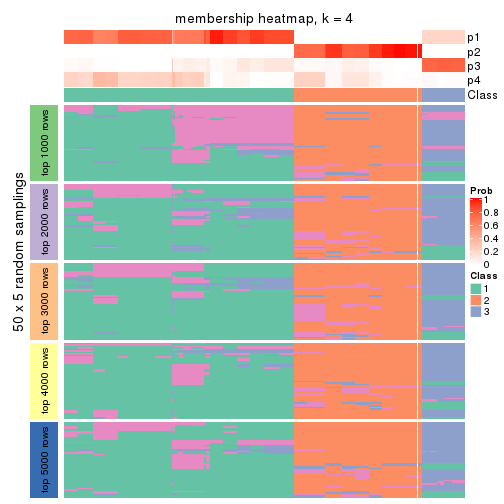 membership heatmap, k = 4
p1
p2
p3
p4
Class
50 x 5 random samplings
top 1000 rows
top 2000 rows
top 3000 rows
top 4000 rows
top 5000 rows
Prob
1
0.8
0.6
0.4
0.2
0
Class
1
2
3